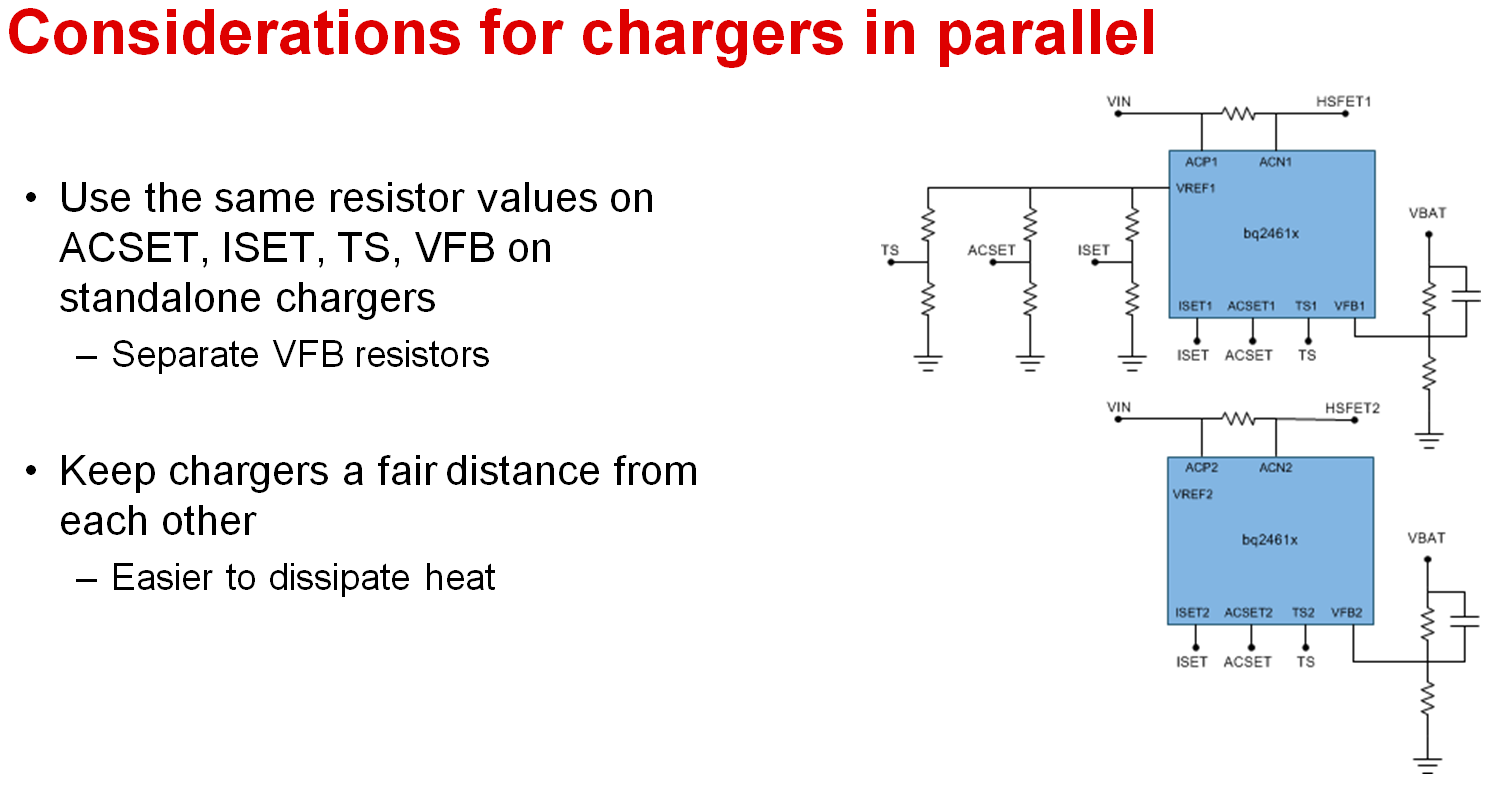 Considerations for chargers in parallel
• Use the same resistor values on
ACSET, ISET, TS, VFB on
standalone chargers
– Separate VFB resistors
• Keep chargers a fair distance from
each other
– Easier to dissipate heat
VIN
HSFET1
ACP1 ACN1
VREF1
bq2461x
TS
ACSET
ISET
VBAT
ISET1 ACSET1 TS1 VFB1
ISET ACSET TS
VIN
HSFET2
ACP2 ACN2
VREF2
bq2461x
VBAT
ISET2 ACSET2 TS2 VFB2
ISET ACSET TS